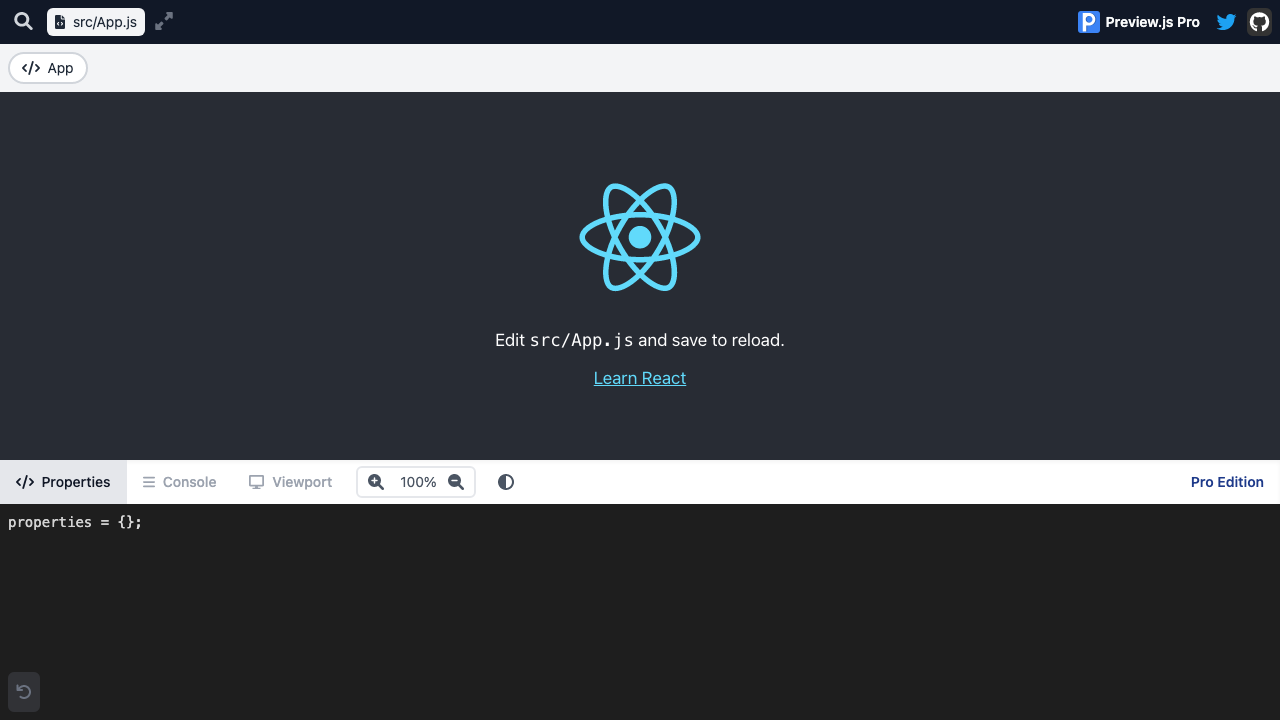 src/App.js
Preview.js Pro
App
Edit src/App.js and save to reload.
Learn React
Properties
Console
Viewport
100%
Pro Edition
properties = {};